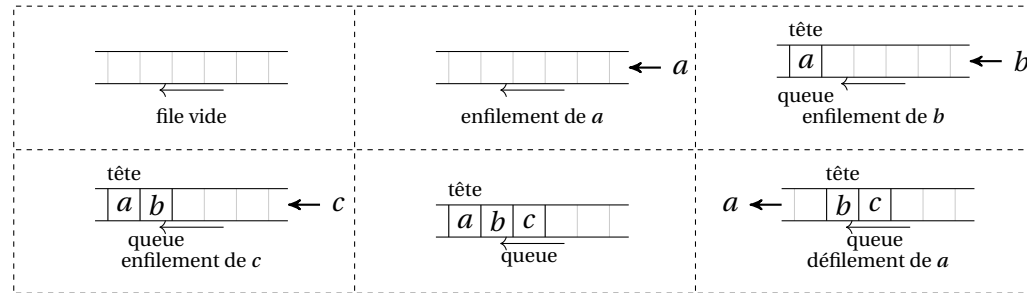 file vide
a
enfilement de a
tête
a
b
queue
enfilement de b
tête
a b
c
queue
enfilement de c
tête
a b c
queue
tête
a
b c
queue
défilement de a